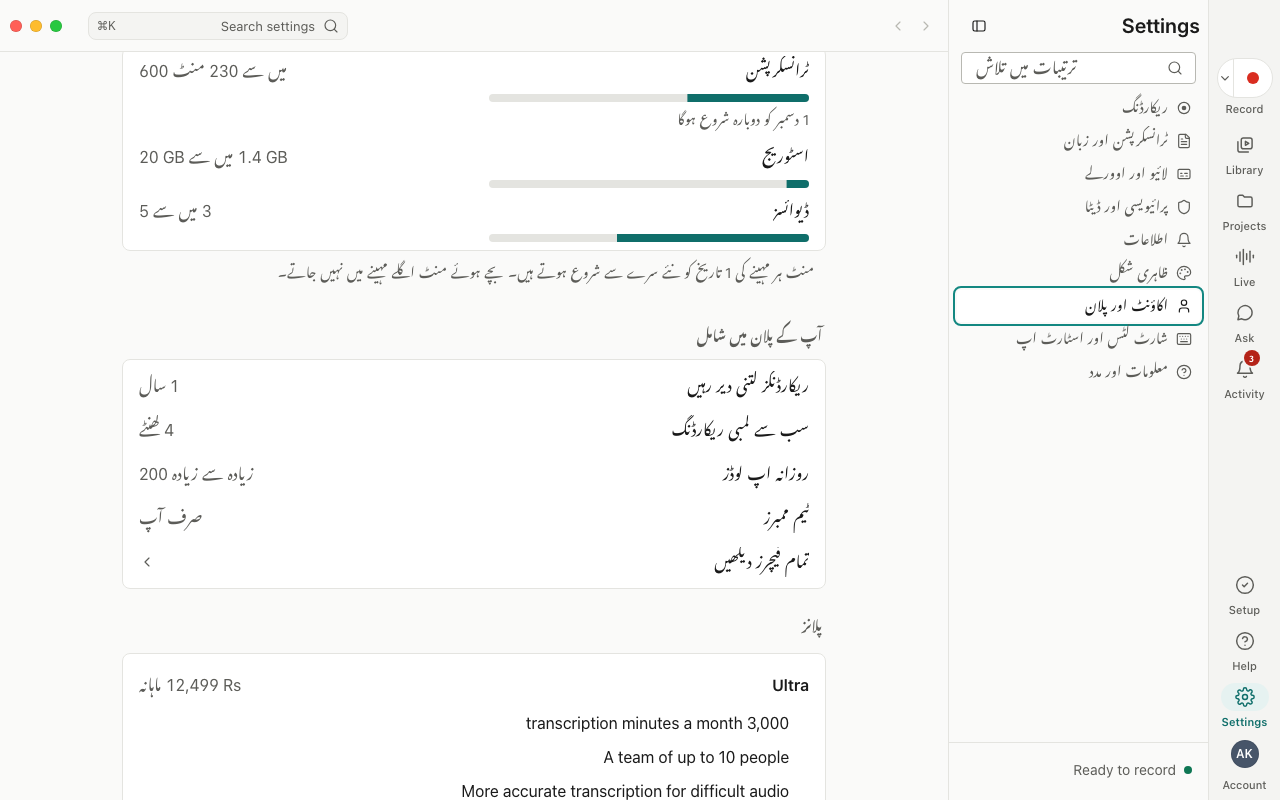 Settings
Search settings
⌘K
ترتیبات میں تلاش
ریکارڈنگ
ٹرانسکرپشن اور زبان
لائیو اور اوورلے
پرائیویسی اور ڈیٹا
اطلاعات
ظاہری شکل
اکاؤنٹ اور پلان
شارٹ کٹس اور اسٹارٹ اپ
معلومات اور مدد
Ready to record
Record
Library
Projects
Live
Ask
3
Activity
Setup
Help
Settings
AK
Account
ٹرانسکرپشن
600 میں سے 230 منٹ
1 دسمبر کو دوبارہ شروع ہوگا
اسٹوریج
20 GB میں سے 1.4 GB
ڈیوائسز
5 میں سے 3
منٹ ہر مہینے کی 1 تاریخ کو نئے سرے سے شروع ہوتے ہیں۔ بچے ہوئے منٹ اگلے مہینے میں نہیں جاتے۔
آپ کے پلان میں شامل
ریکارڈنگز کتنی دیر رہیں
1 سال
سب سے لمبی ریکارڈنگ
4 گھنٹے
روزانہ اپ لوڈز
زیادہ سے زیادہ 200
ٹیم ممبرز
صرف آپ
تمام فیچرز دیکھیں
پلانز
Ultra
Rs 12,499 ماہانہ
3,000 transcription minutes a month
A team of up to 10 people
More accurate transcription for difficult audio